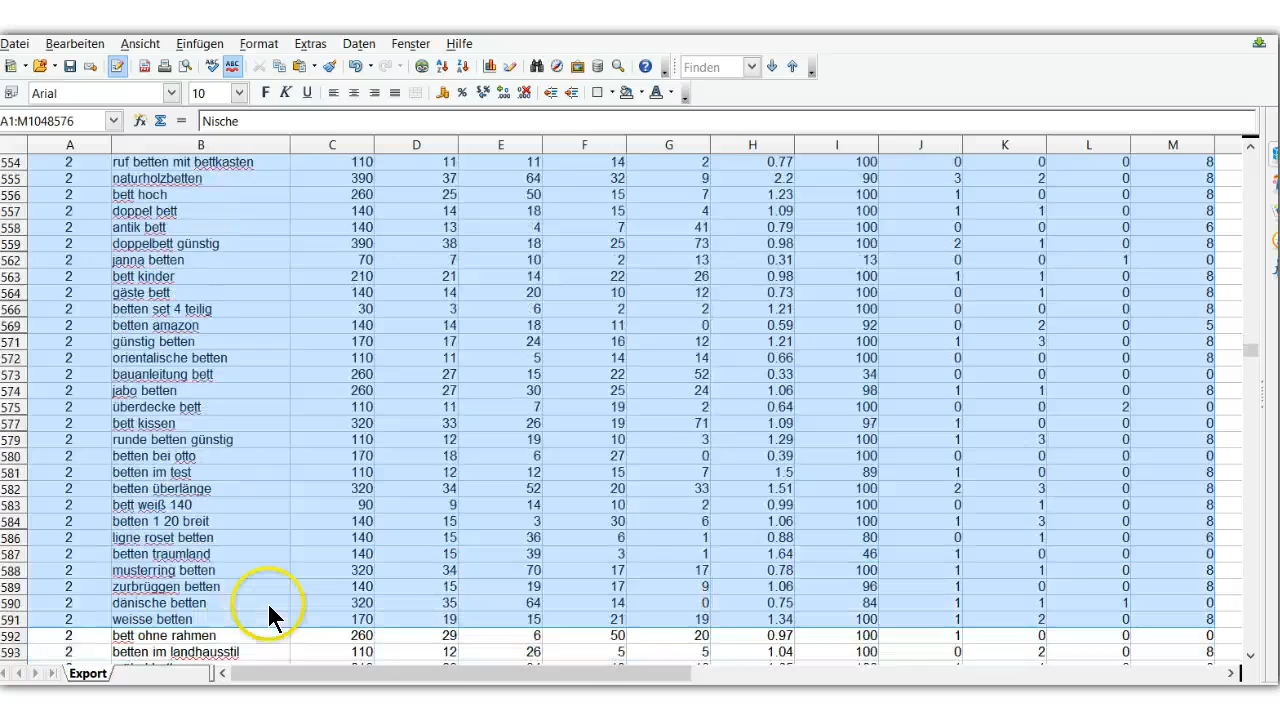 Datei Bearbeiten Ansicht Einfügen Format Extras Daten Fenster Hilfe
Finden
Arial 10 F K U
A1:M1048576 Nische
A B C D E F G H I J K L M
554 2 ruf betten mit bettkasten 110 11 11 14 2 0.77 100 0 0 0 8
555 2 naturholzbetten 390 37 64 32 9 2.2 90 3 2 0 8
556 2 bett hoch 260 25 50 15 7 1.23 100 1 0 0 8
557 2 doppel bett 140 14 18 15 4 1.09 100 1 1 0 8
558 2 antik bett 140 13 4 7 41 0.79 100 0 0 0 6
559 2 doppelbett günstig 390 38 18 25 73 0.98 100 2 1 0 8
562 2 janna betten 70 7 10 2 13 0.31 13 0 0 1 0
563 2 bett kinder 210 21 14 22 26 0.98 100 1 1 0 8
564 2 gäste bett 140 14 20 10 12 0.73 100 0 1 0 8
566 2 betten set 4 teilig 30 3 6 2 2 1.21 100 0 0 0 8
569 2 betten amazon 140 14 18 11 0 0.59 92 0 2 0 5
571 2 günstig betten 170 17 24 16 12 1.21 100 1 3 0 8
572 2 orientalische betten 110 11 5 14 14 0.66 100 0 0 0 8
573 2 bauanleitung bett 260 27 15 22 52 0.33 34 0 0 0 0
574 2 jabo betten 260 27 30 25 24 1.06 98 1 1 0 8
575 2 überdecke bett 110 11 7 19 2 0.64 100 0 0 2 0
577 2 bett kissen 320 33 26 19 71 1.09 97 1 0 0 8
579 2 runde betten günstig 110 12 19 10 3 1.29 100 1 3 0 8
580 2 betten bei otto 170 18 6 27 0 0.39 100 0 0 0 0
581 2 betten im test 110 12 12 15 7 1.5 89 1 0 0 8
582 2 betten überlänge 320 34 52 20 33 1.51 100 2 3 0 8
583 2 bett weiß 140 90 9 14 10 2 0.99 100 1 0 0 8
584 2 betten 1 20 breit 140 15 3 30 6 1.06 100 1 3 0 8
586 2 ligne roset betten 140 15 36 6 1 0.88 80 0 1 0 6
587 2 betten traumland 140 15 39 3 1 1.64 46 1 0 0 0
588 2 musterring betten 320 34 70 17 17 0.78 100 1 1 0 8
589 2 zurbrüggen betten 140 15 19 17 9 1.06 96 1 0 0 8
590 2 dänische betten 320 35 64 14 0 0.75 84 1 1 1 0
591 2 weisse betten 170 19 15 21 19 1.34 100 1 2 0 8
592 2 bett ohne rahmen 260 29 6 50 20 0.97 100 1 0 0 0
593 2 betten im landhausstil 110 12 26 5 5 1.04 100 0 2 0 8
Export